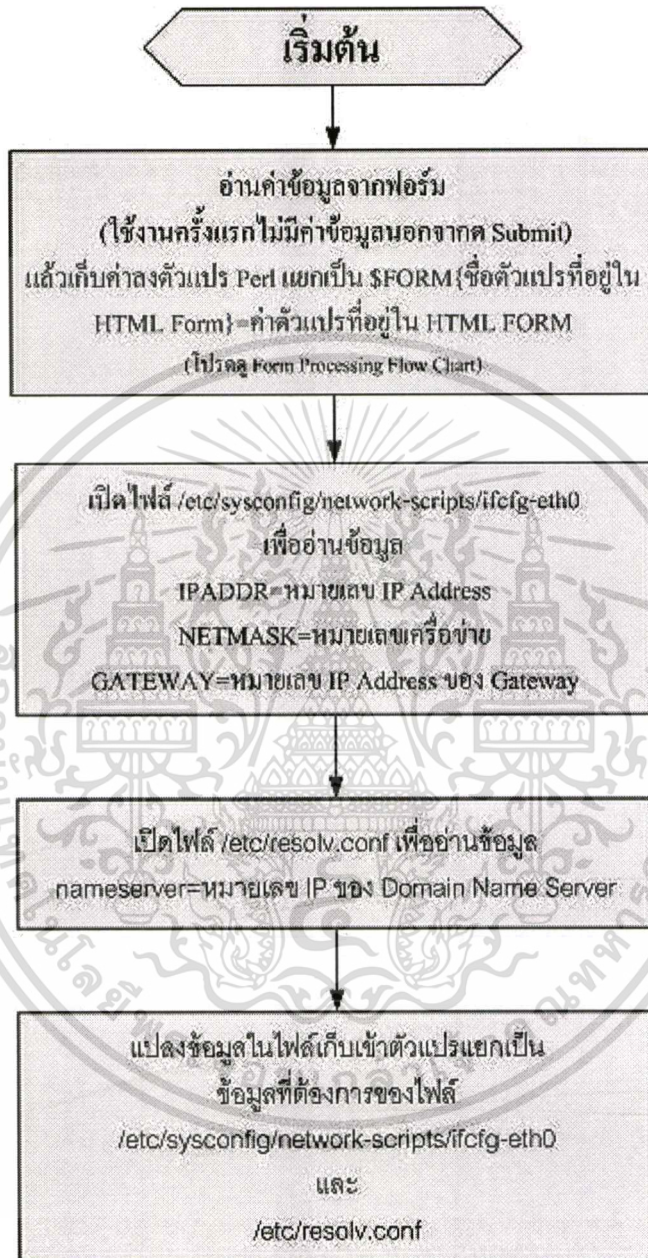 เริ่มต้น
อ่านค่าข้อมูลจากฟอร์ม
(ใช้งานครั้งแรกไม่มีค่าข้อมูลนอกจากค Submit)
แล้วเก็บค่าลงตัวแปร Perl แยกเป็น $FORM{ชื่อตัวแปรที่อยู่ใน
HTML Form}=ค่าตัวแปรที่อยู่ใน HTML FORM
(โปรดดู Form Processing Flow Chart)
เปิดไฟล์ /etc/sysconfig/network-scripts/ifcfg-eth0
เพื่ออ่านข้อมูล
IPADDR=หมายเลข IP Address
NETMASK=หมายเลขเครือข่าย
GATEWAY=หมายเลข IP Address ของ Gateway
เปิดไฟล์ /etc/resolv.conf เพื่ออ่านข้อมูล
nameserver=หมายเลข IP ของ Domain Name Server
แปลงข้อมูลในไฟล์เก็บเข้าตัวแปรแยกเป็น
ข้อมูลที่ต้องการของไฟล์
/etc/sysconfig/network-scripts/ifcfg-eth0
และ
/etc/resolv.conf